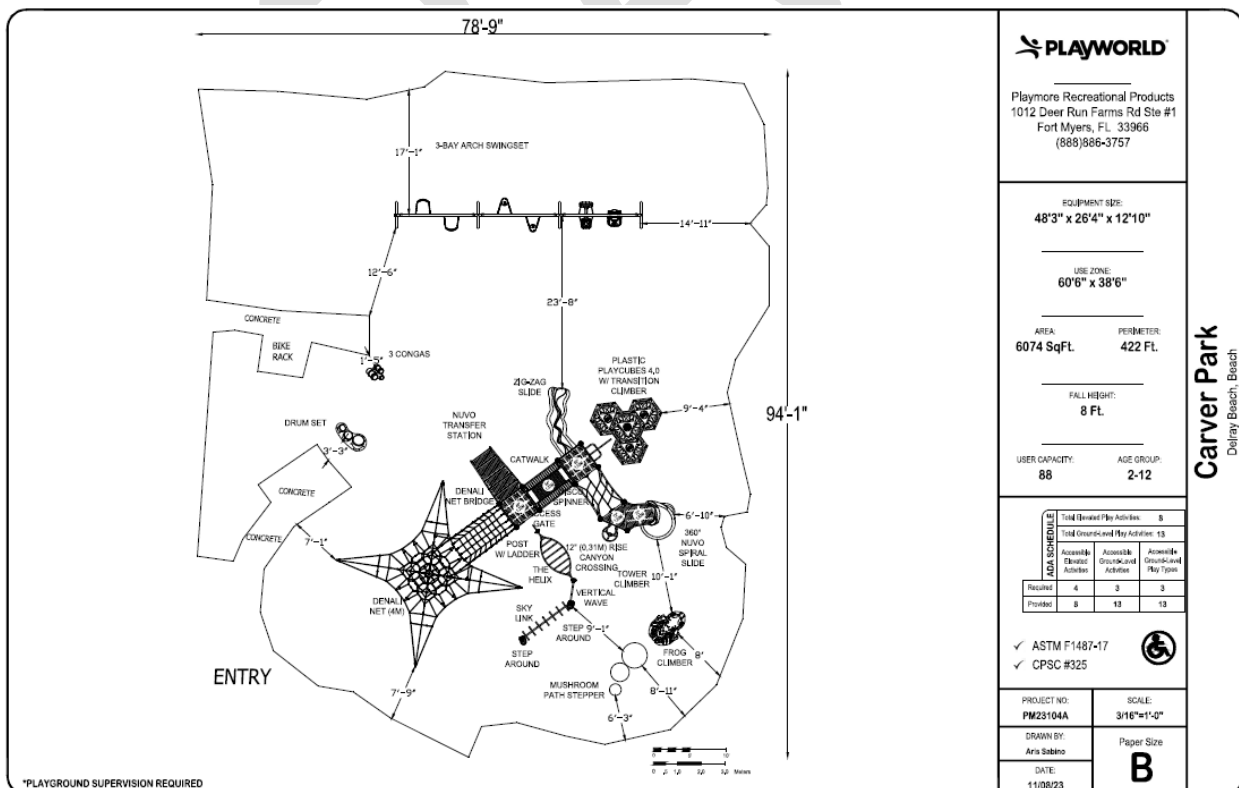 78'-9"
17'-1"
3-BAY ARCH SWINGSET
14'-11"
12'-6"
23'-8"
CONCRETE
BIKE
RACK
3 CONGAS
1'-5"
PLASTIC
PLAYCUBES 4.0
W/ TRANSITION
CLIMBER
ZIG-ZAG
SLIDE
9'-4"
94'-1"
NUVO
TRANSFER
STATION
DRUM SET
3'-3"
CATWALK
CONCRETE
DENALI
NET BRIDGE
SPINNER
GATE
6'-10"
360°
NUVO
SPIRAL
SLIDE
CONCRETE
7'-1"
POST
W/ LADDER
12" (0,31M) RISE
CANYON
CROSSING
THE
HELIX
TOWER
CLIMBER
10'-1"
VERTICAL
WAVE
DENALI
NET (4M)
SKY
LINK
STEP
AROUND
9'-1"
STEP
AROUND
FROG
CLIMBER
8'
ENTRY
MUSHROOM
PATH STEPPER
8'-11"
7'-9"
6'-3"
Meters
*PLAYGROUND SUPERVISION REQUIRED
PLAYWORLD
Playmore Recreational Products
1012 Deer Run Farms Rd Ste #1
Fort Myers, FL 33966
(888)886-3757
EQUIPMENT SIZE:
48'3" x 26'4" x 12'10"
USE ZONE:
60'6" x 38'6"
AREA: PERIMETER:
6074 SqFt. 422 Ft.
FALL HEIGHT:
8 Ft.
USER CAPACITY: AGE GROUP:
88 2-12
ADA SCHEDULE
Total Elevated Play Activities: 8
Total Ground-Level Play Activities: 13
Accessible Elevated Activities
Accessible Ground-Level Activities
Accessible Ground-Level Play Types
Required 4 3 3
Provided 8 13 13
✓ ASTM F1487-17
✓ CPSC #325
PROJECT NO: SCALE:
PM23104A 3/16"=1'-0"
DRAWN BY: Paper Size
Aris Sabino B
DATE:
11/08/23
Carver Park
Delray Beach, Beach